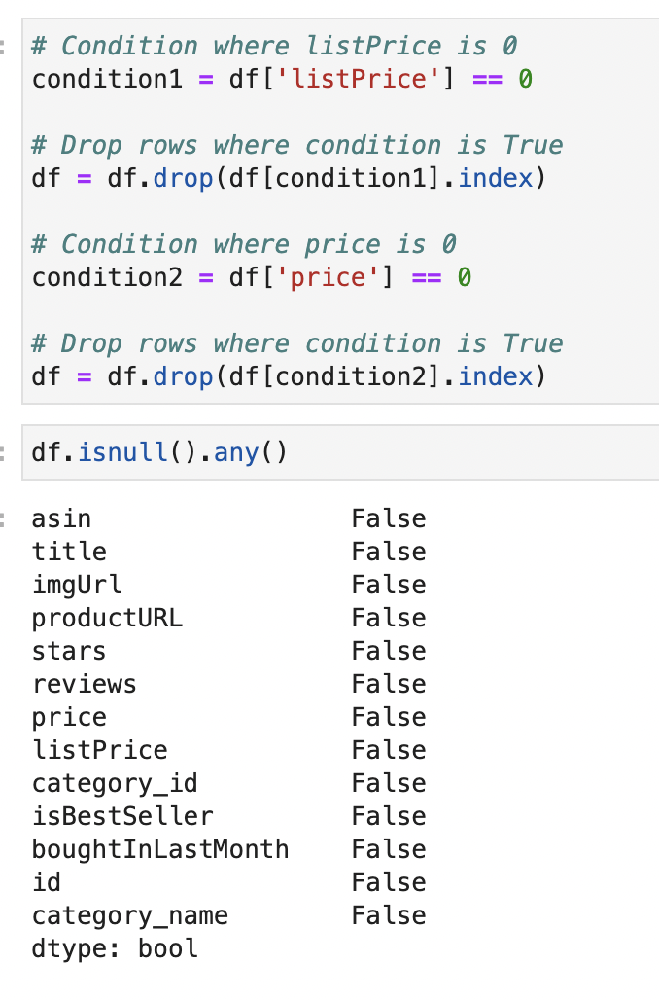 # Condition where listPrice is 0
condition1 = df['listPrice'] == 0
# Drop rows where condition is True
df = df.drop(df[condition1].index)
# Condition where price is 0
condition2 = df['price'] == 0
# Drop rows where condition is True
df = df.drop(df[condition2].index)
df.isnull().any()
asin False
title False
imgUrl False
productURL False
stars False
reviews False
price False
listPrice False
category_id False
isBestSeller False
boughtInLastMonth False
id False
category_name False
dtype: bool